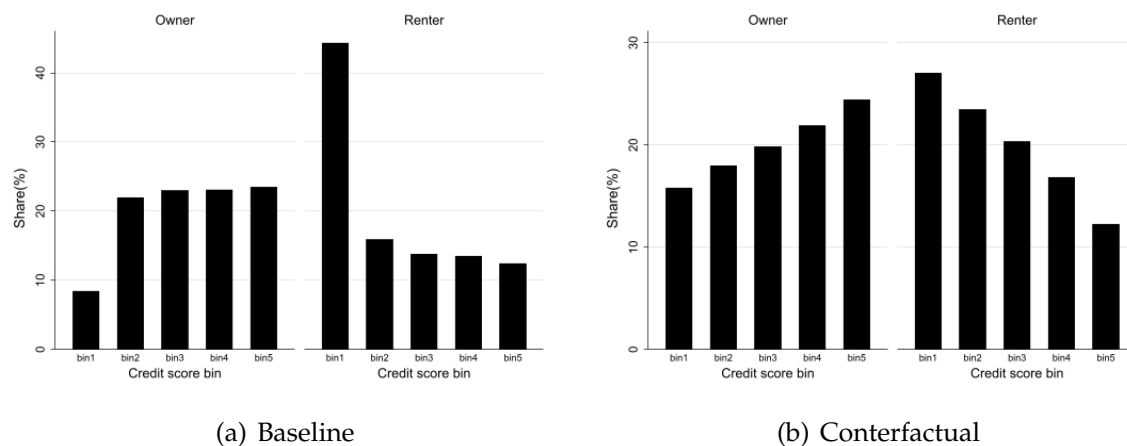 Owner
Renter
Share(%)
40
30
20
10
0
bin1 bin2 bin3 bin4 bin5
bin1 bin2 bin3 bin4 bin5
Credit score bin
Credit score bin
(a) Baseline
Owner
Renter
Share(%)
30
20
10
0
bin1 bin2 bin3 bin4 bin5
bin1 bin2 bin3 bin4 bin5
Credit score bin
Credit score bin
(b) Conterfactual